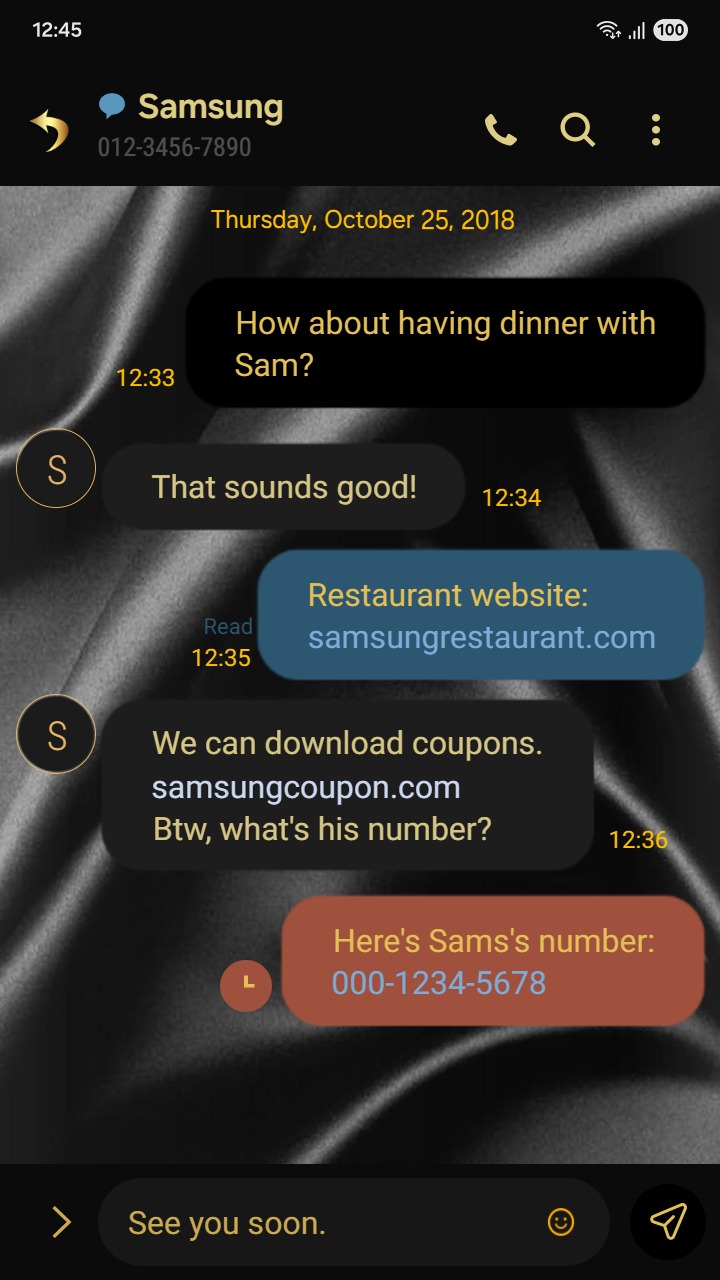 12:45
100
Samsung
012-3456-7890
Thursday, October 25, 2018
How about having dinner with
Sam?
12:33
S
That sounds good!
12:34
Restaurant website:
samsungrestaurant.com
Read
12:35
S
We can download coupons.
samsungcoupon.com
Btw, what's his number?
12:36
Here's Sams's number:
000-1234-5678
See you soon.